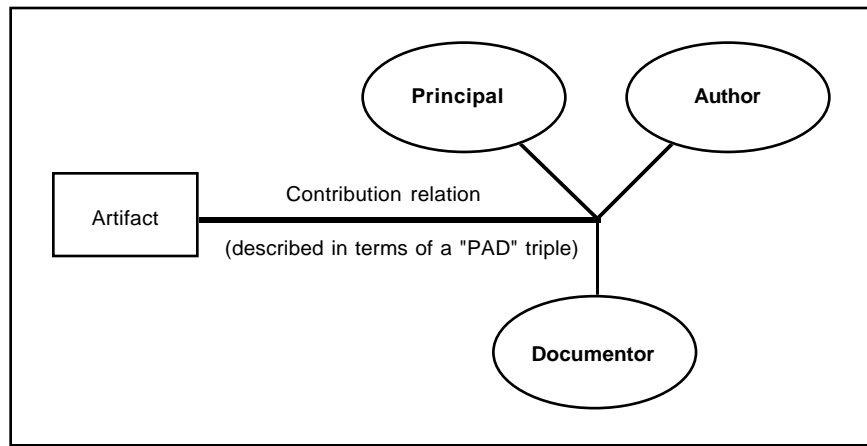 Principal
Author
Contribution relation
Artifact
(described in terms of a "PAD" triple)
Documentor